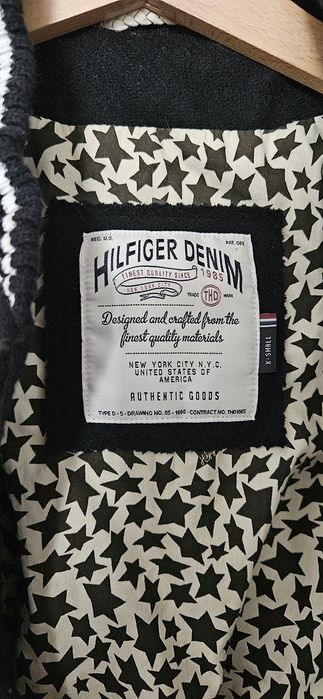 REG. U.S. PAT. OFF.
HILFIGER DENIM
FINEST QUALITY SINCE 1985
NEW YORK CITY
TRADE THD MARK
Designed and crafted from the
finest quality materials
NEW YORK CITY N.Y.C.
UNITED STATES OF
AMERICA
AUTHENTIC GOODS
TYPE D - 5 - DRAWING NO. 85 - 1985 CONTRACT NO. THD1985
X-SMALL